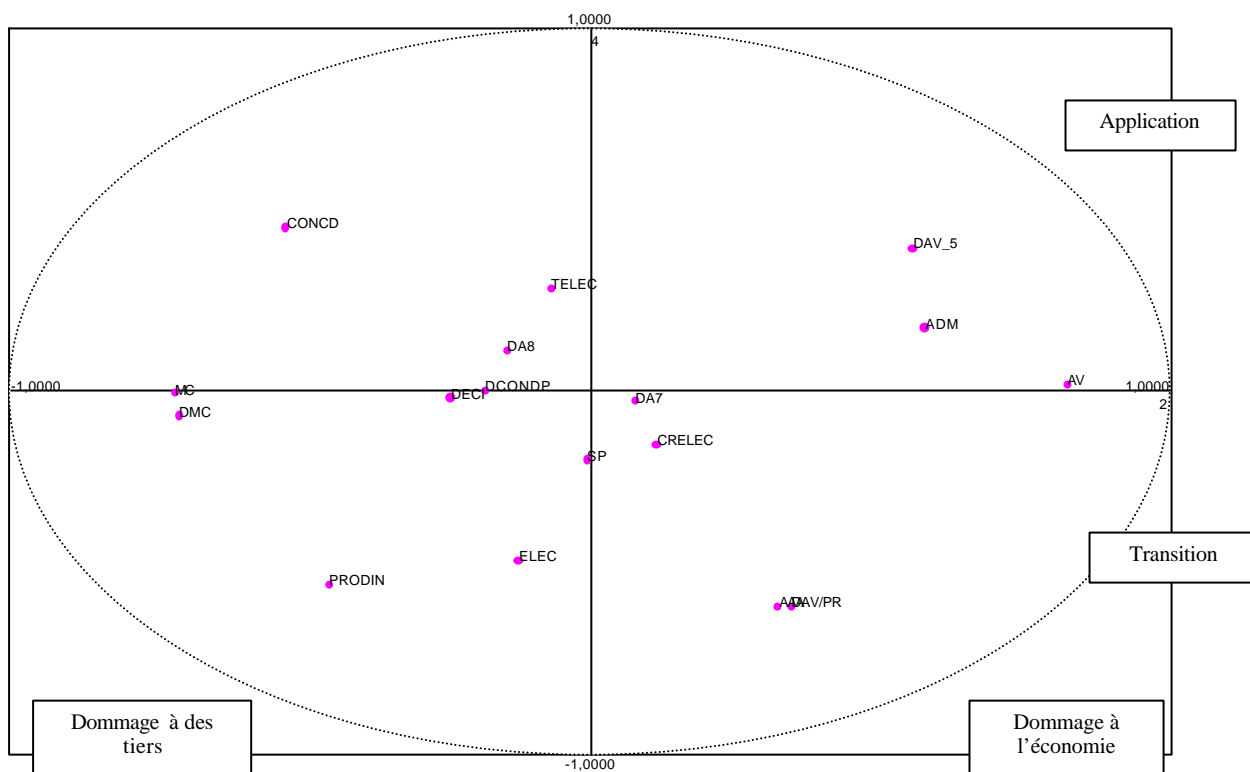 1,0000
4
Application
CONCD
DAV_5
TELEC
ADM
DA8
-1,0000
MC
DCONDP
AV
1,0000
2
DECI
DA7
DMC
CRELEC
SP
Transition
ELEC
PRODIN
DAV/PR
Dommage à des
tiers
Dommage à
l'économie
-1,0000